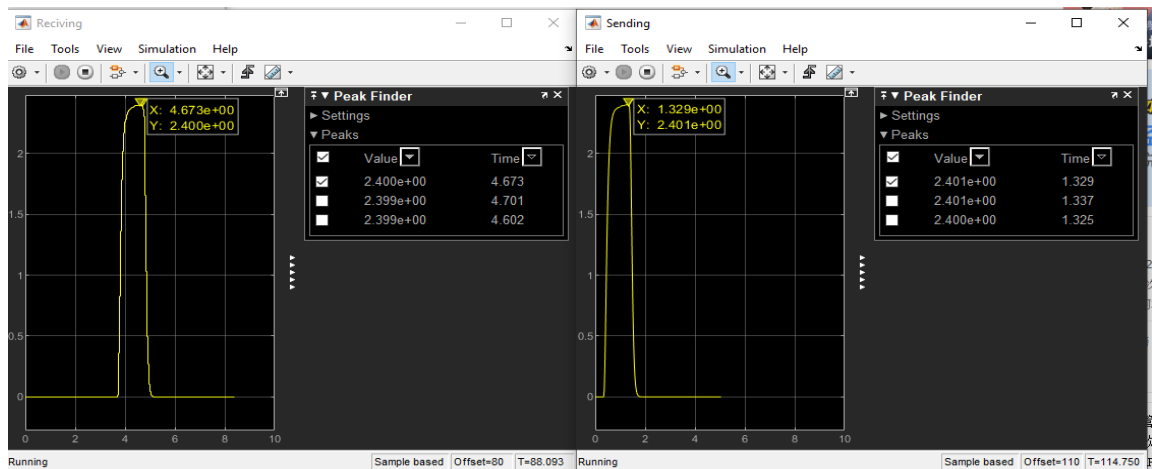 Reciving
File Tools View Simulation Help
X: 4.673e+00
Y: 2.400e+00
2
1.5
1
0.5
0
0 2 4 6 8 10
Peak Finder
Settings
Peaks
Value Time
2.400e+00 4.673
2.399e+00 4.701
2.399e+00 4.602
Running Sample based Offset=80 T=88.093
Sending
File Tools View Simulation Help
X: 1.329e+00
Y: 2.401e+00
2
1.5
1
0.5
0
0 2 4 6 8 10
Peak Finder
Settings
Peaks
Value Time
2.401e+00 1.329
2.401e+00 1.337
2.400e+00 1.325
Running Sample based Offset=110 T=114.750